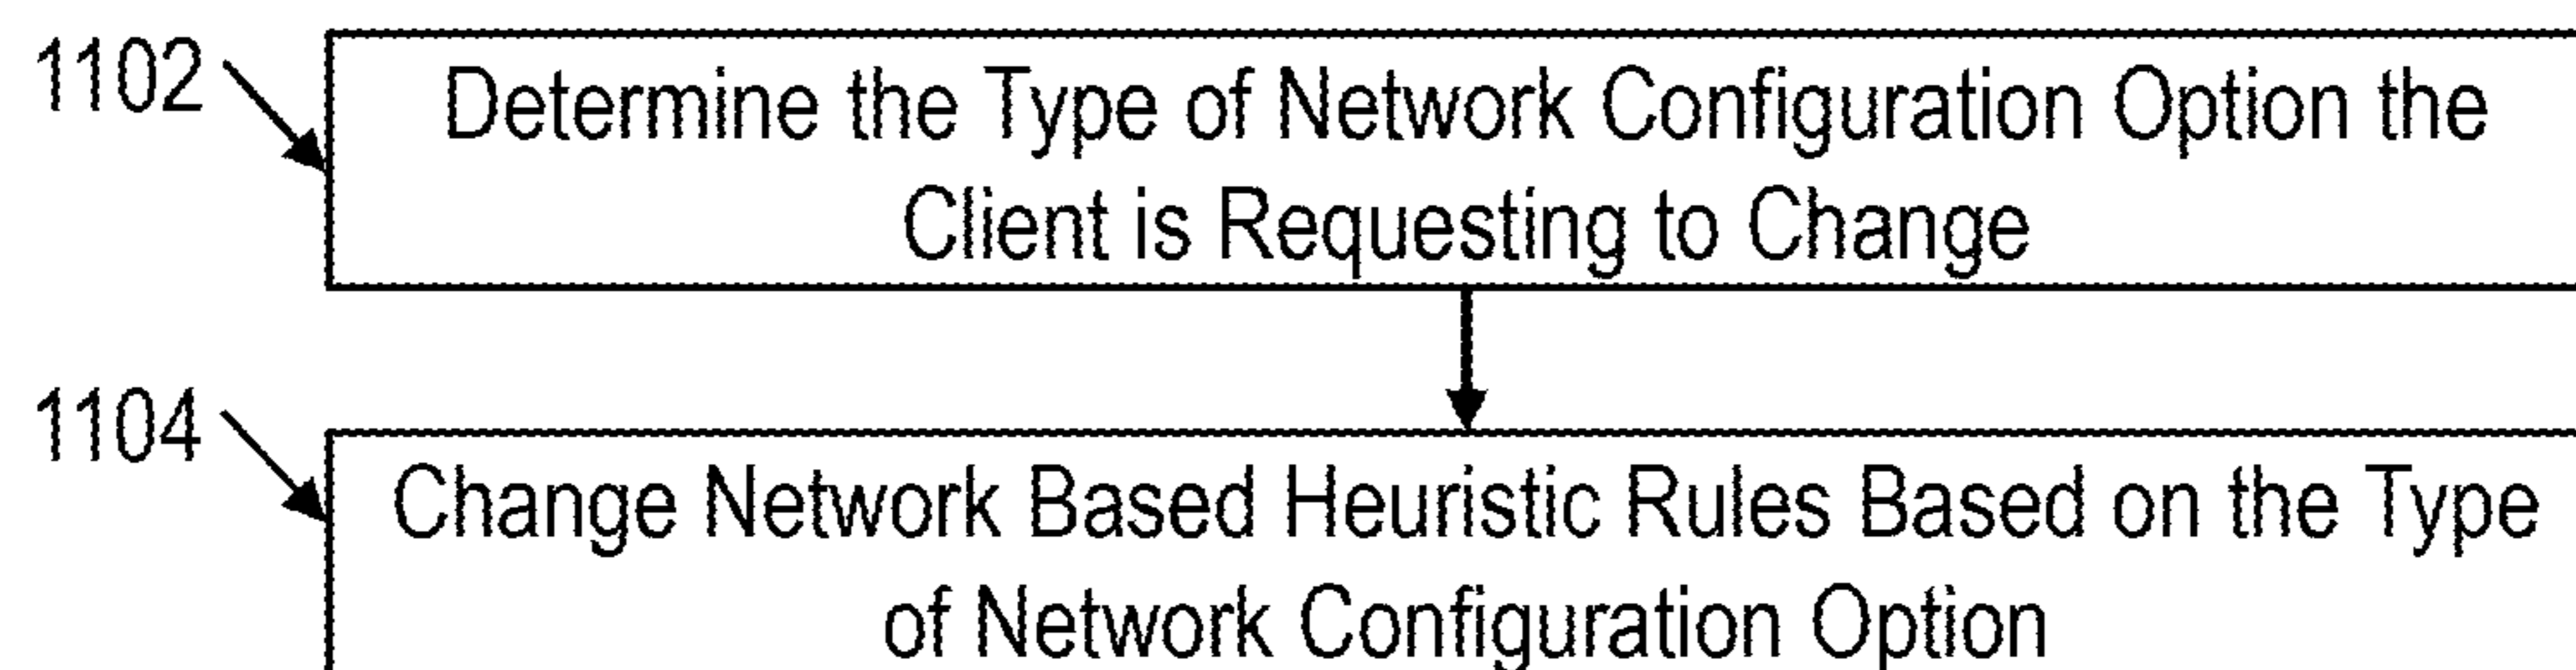 1102
Determine the Type of Network Configuration Option the
Client is Requesting to Change
1104
Change Network Based Heuristic Rules Based on the Type
of Network Configuration Option